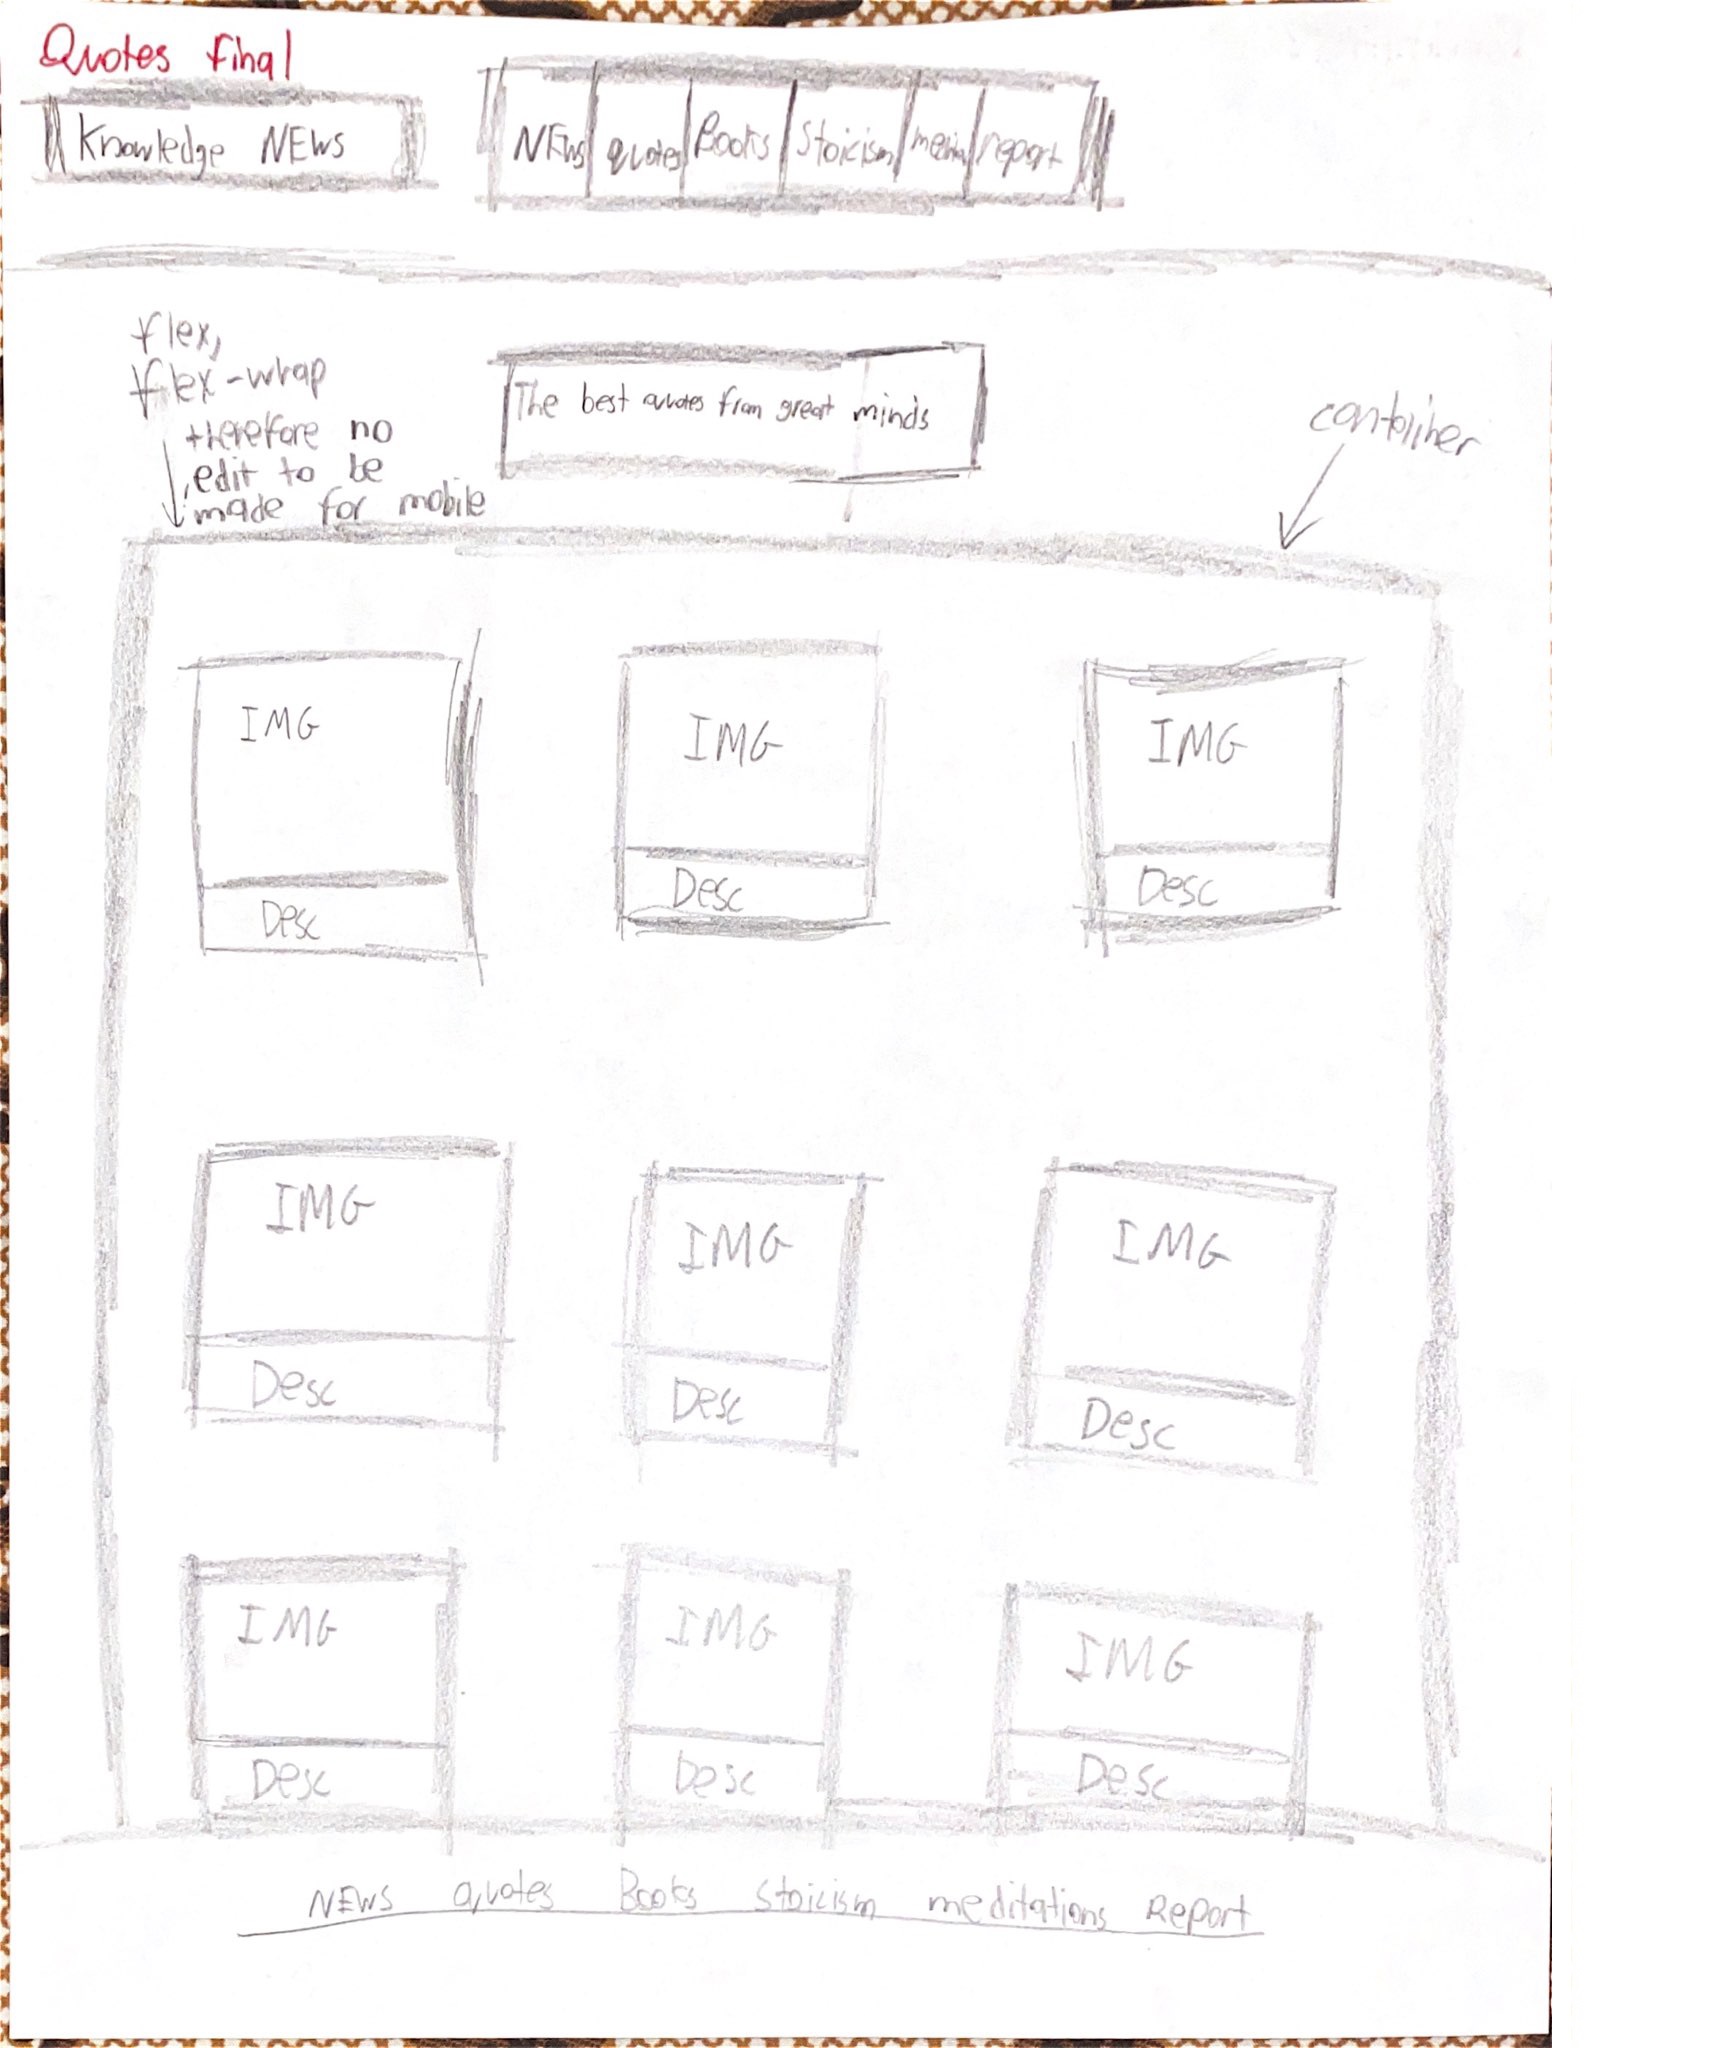 Quotes final
Knowledge NEWS
NEWS quotes Books Stoicism report
flex,
flex-wrap
therefore no
edit to be
made for mobile
The best quotes from great minds
container
IMG IMG IMG
Desc Desc Desc
IMG IMG IMG
Desc Desc Desc
IMG IMG IMG
Desc Desc Desc
NEWS quotes Books Stoicism meditations Report